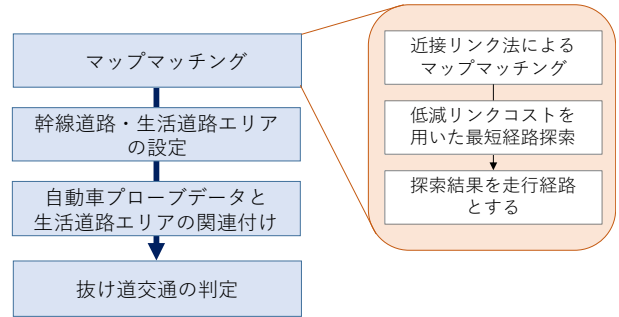 マップマッチング
幹線道路・生活道路エリア
の設定
自動車プローブデータと
生活道路エリアの関連付け
抜け道交通の判定
近接リンク法による
マップマッチング
低減リンクコストを
用いた最短経路探索
探索結果を走行経路
とする